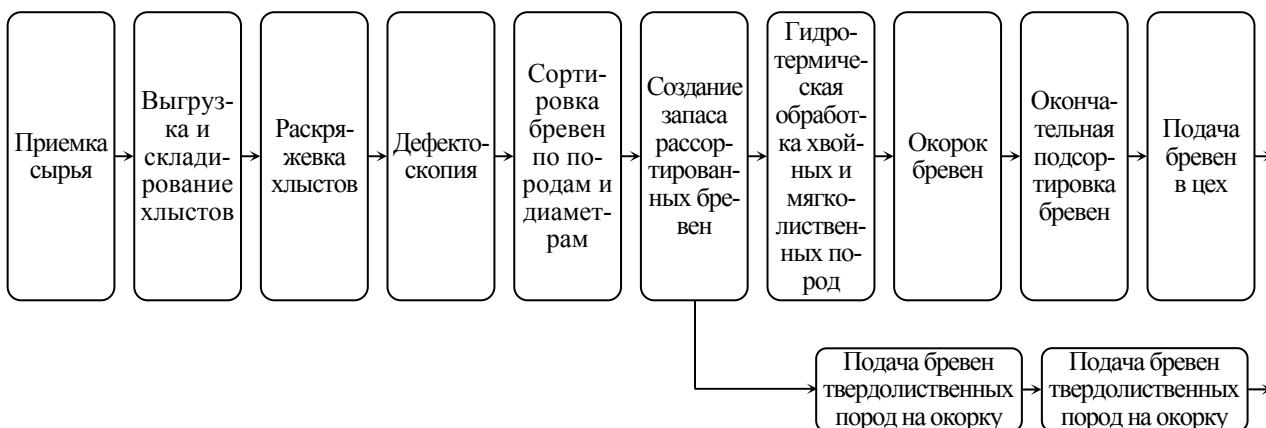 Приемка
сырья
Выгруз-
ка и
складиро-
рование
хлыстов
Раскря-
жевка
хлыстов
Дефекто-
скопия
Сорти-
ровка
бревен
по по-
родам и
диамет-
рам
Создание
запаса
рассор-
тирован-
ных бре-
вен
Гидро-
термиче-
ская
обработ-
ка хвой-
ных и
мягко-
лиственн-
ных по-
род
Окорок
бревен
Оконча-
тельная
подсор-
тировка
бревен
Подача
бревен
в цех
Подача бревен
твердолиственных
пород на окорку
Подача бревен
твердолиственных
пород на окорку